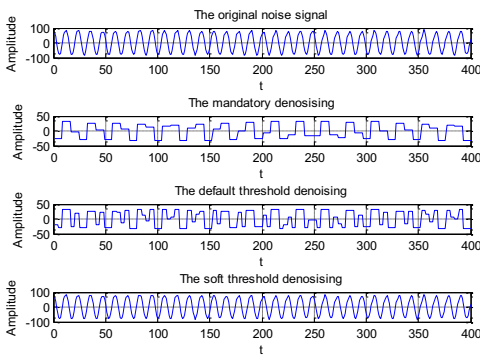 The original noise signal
Amplitude
100
0
-100
0 50 100 150 200 250 300 350 400
t
The mandatory denosising
Amplitude
50
0
-50
0 50 100 150 200 250 300 350 400
t
The default threshold denoising
Amplitude
50
0
-50
0 50 100 150 200 250 300 350 400
t
The soft threshold denosising
Amplitude
100
0
-100
0 50 100 150 200 250 300 350 400
t